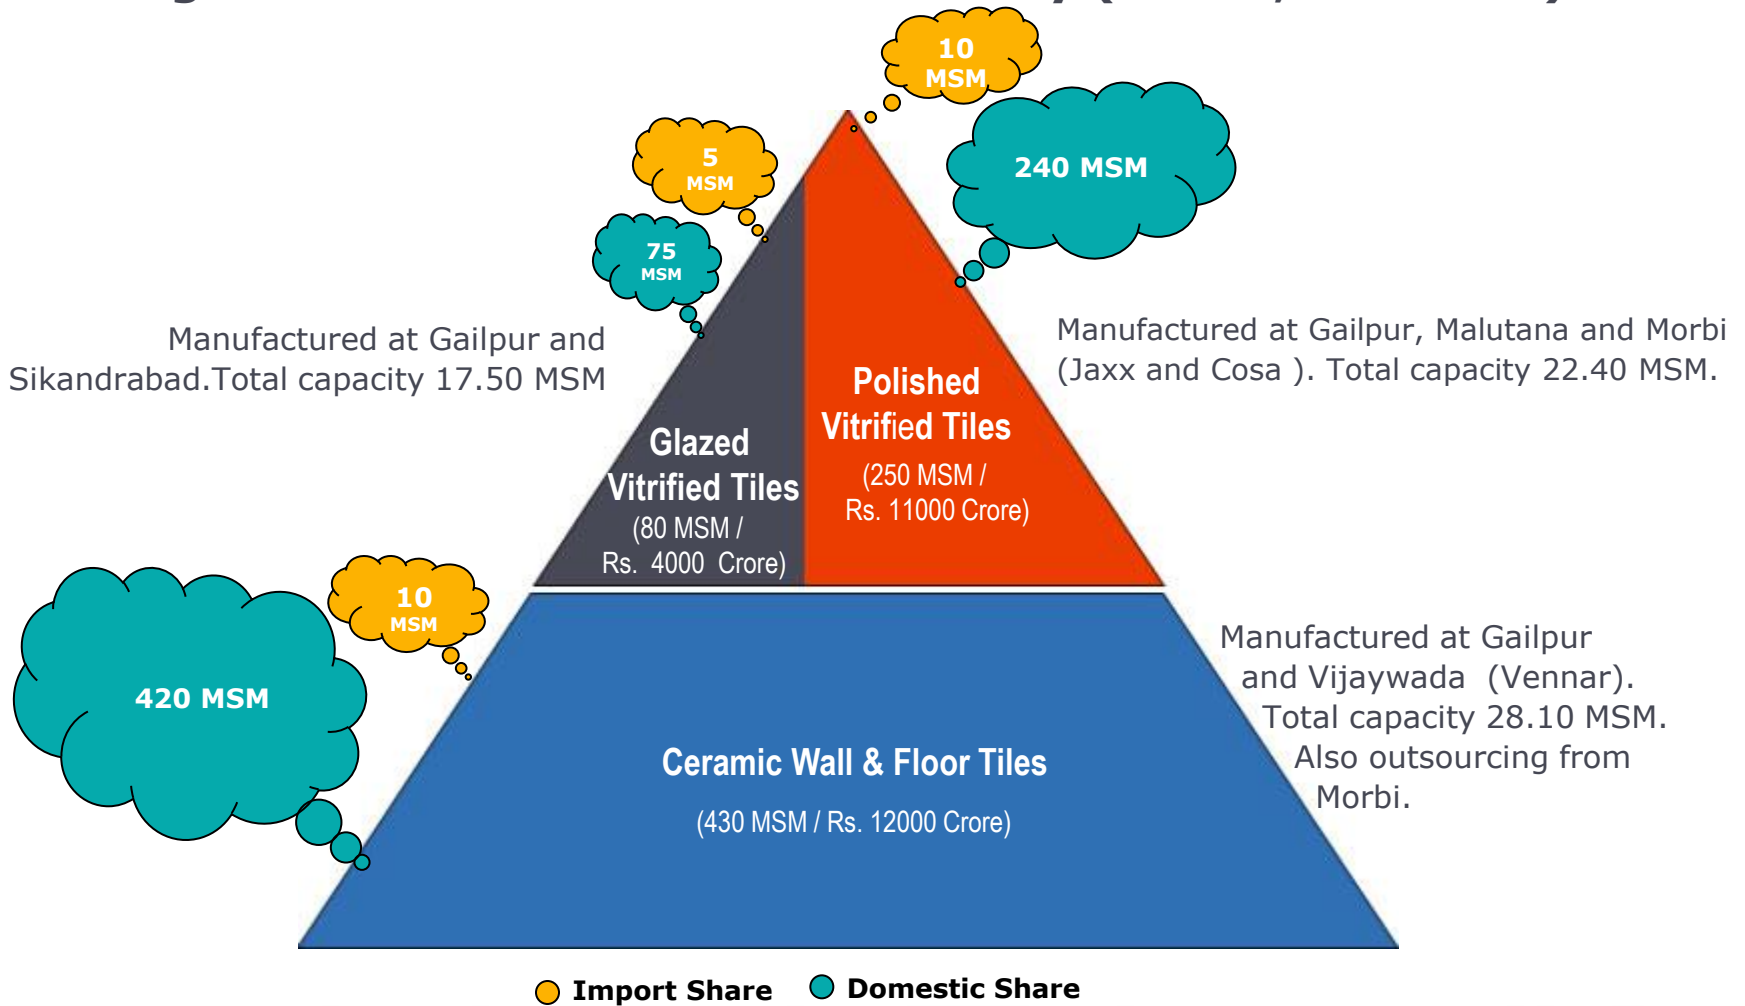 10
MSM
240 MSM
5
MSM
75
MSM
Manufactured at Gailpur and
Sikandrabad.Total capacity 17.50 MSM
Manufactured at Gailpur, Malutana and Morbi
(Jaxx and Cosa ). Total capacity 22.40 MSM.
Polished
Vitrified Tiles
(250 MSM /
Rs. 11000 Crore)
Glazed
Vitrified Tiles
(80 MSM /
Rs. 4000 Crore)
10
MSM
420 MSM
Manufactured at Gailpur
and Vijaywada (Vennar).
Total capacity 28.10 MSM.
Also outsourcing from
Morbi.
Ceramic Wall & Floor Tiles
(430 MSM / Rs. 12000 Crore)
Import Share
Domestic Share